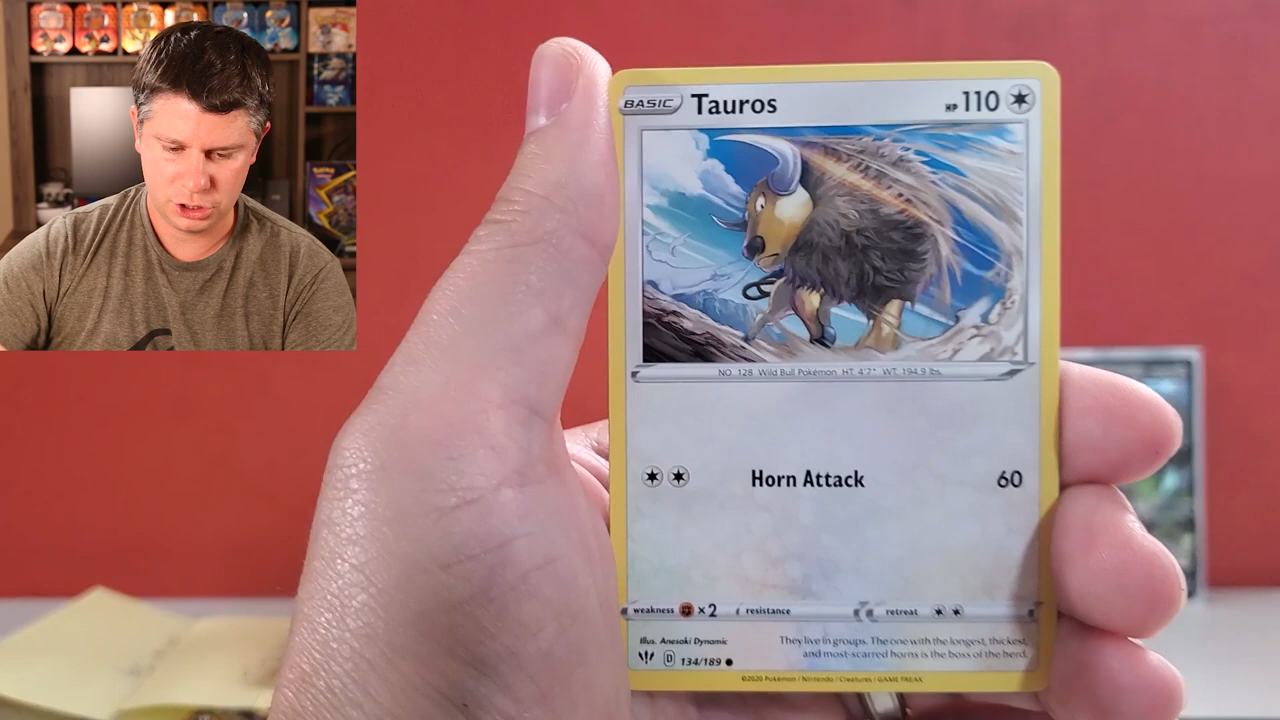 BASIC Tauros HP 110
NO. 128 Wild Bull Pokémon HT: 4'7" WT: 194.9 lbs.
Horn Attack 60
weakness ×2 resistance retreat
Illus. Anesaki Dynamic
They live in groups. The one with the longest, thickest,
and most-scarred horns is the boss of the herd.
D 134/189
©2020 Pokémon / Nintendo / Creatures / GAME FREAK